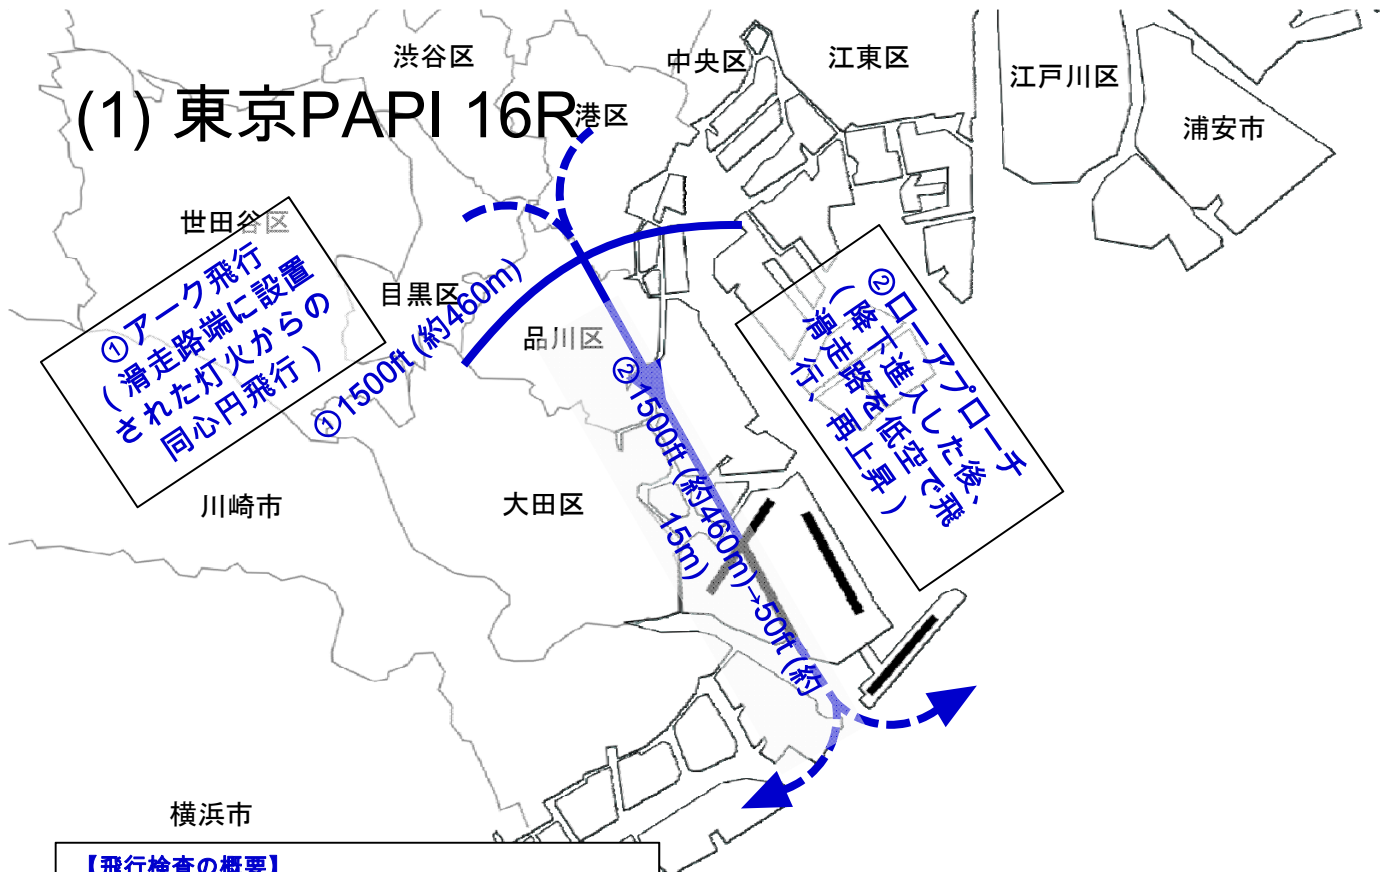 渋谷区
中央区
江東区
江戸川区
(1) 東京PAPI 16R
港区
浦安市
世田谷区
①アーク飛行
（滑走路端に設置
された灯火からの
同心円飛行）
目黒区
①1500ft (約460m)
品川区
②ローアプローチ
（降下進入した後、
滑走路を低空で飛
行、再上昇）
②1500ft (約460m)→50ft (約
15m)
川崎市
大田区
横浜市
【飛行検査の概要】